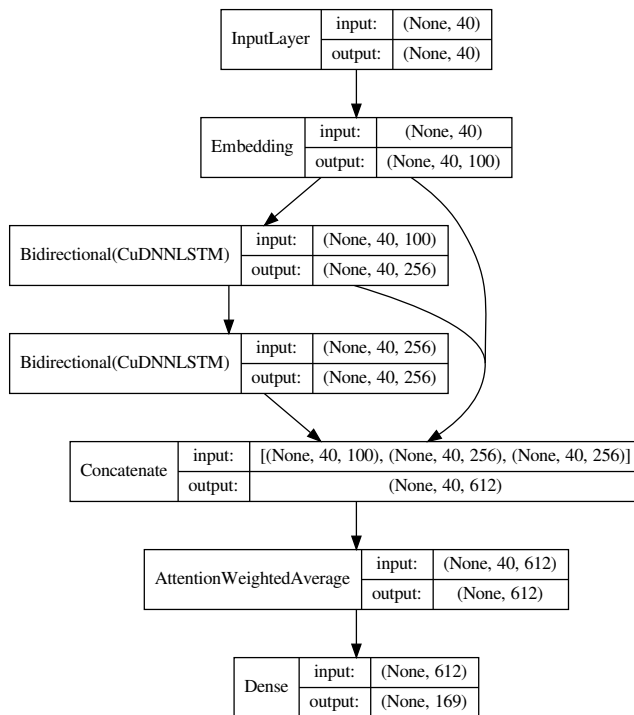 InputLayer
input: (None, 40)
output: (None, 40)
Embedding
input: (None, 40)
output: (None, 40, 100)
Bidirectional(CuDNNLSTM)
input: (None, 40, 100)
output: (None, 40, 256)
Bidirectional(CuDNNLSTM)
input: (None, 40, 256)
output: (None, 40, 256)
Concatenate
input: [(None, 40, 100), (None, 40, 256), (None, 40, 256)]
output: (None, 40, 612)
AttentionWeightedAverage
input: (None, 40, 612)
output: (None, 612)
Dense
input: (None, 612)
output: (None, 169)